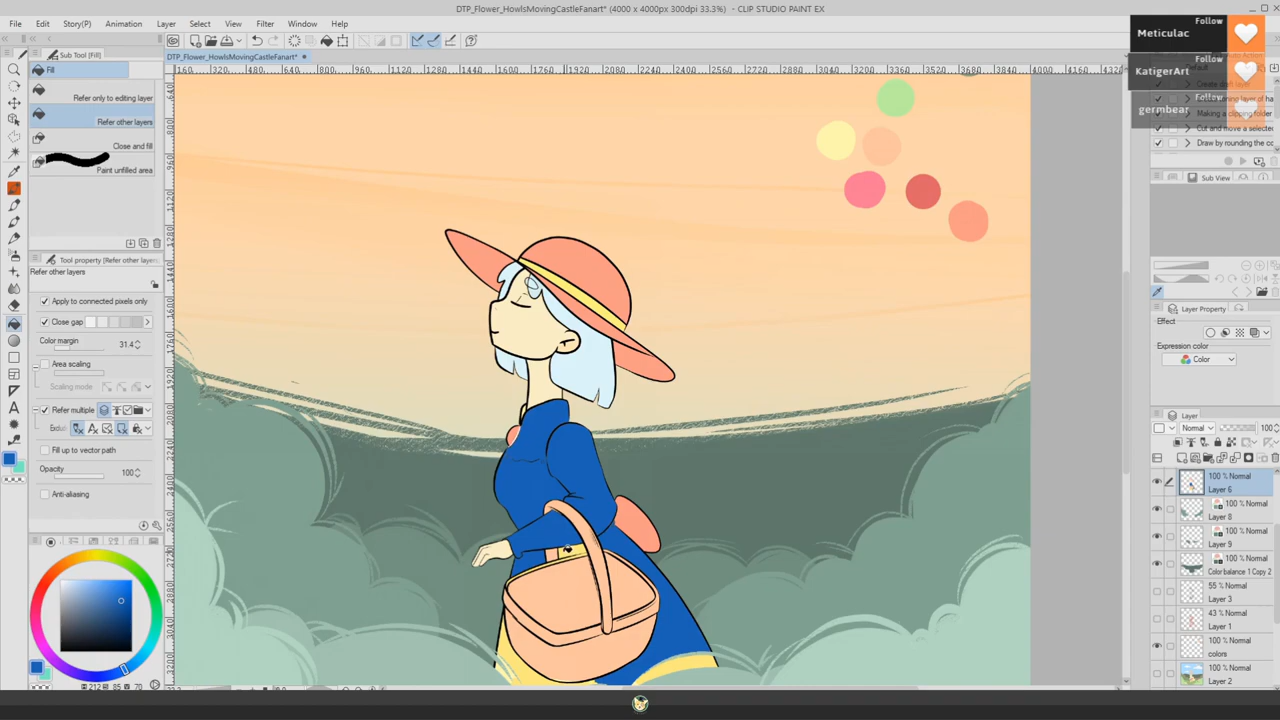 DTP_Flower_HowlsMovingCastleFanart* (4000 x 4000px 300dpi 33.3%) - CLIP STUDIO PAINT EX
File Edit Story(P) Animation Layer Select View Filter Window Help
Follow
Meticulac
Follow
KatigerArt
Follow
germbear
Sub Tool [Fill]
DTP_Flower_HowlsMovingCastleFanart*
Fill
Refer only to editing layer
Refer other layers
Close and fill
Paint unfilled area
Tool property [Refer other layers]
Refer other layers
Apply to connected pixels only
Close gap
Color margin 31.4
Area scaling
Scaling mode
Refer multiple
Fill up to vector path
Opacity 100
Anti-aliasing
212 85 70
Making a clipping folder
Cut and move a selected
Draw by rounding the co
Sub View
Layer Property
Effect
Expression color
Color
Layer
Normal 100
100 % Normal
Layer 6
100 % Normal
Layer 8
100 % Normal
Layer 9
100 % Normal
Color balance 1 Copy 2
55 % Normal
Layer 3
43 % Normal
Layer 1
100 % Normal
colors
100 % Normal
Layer 2